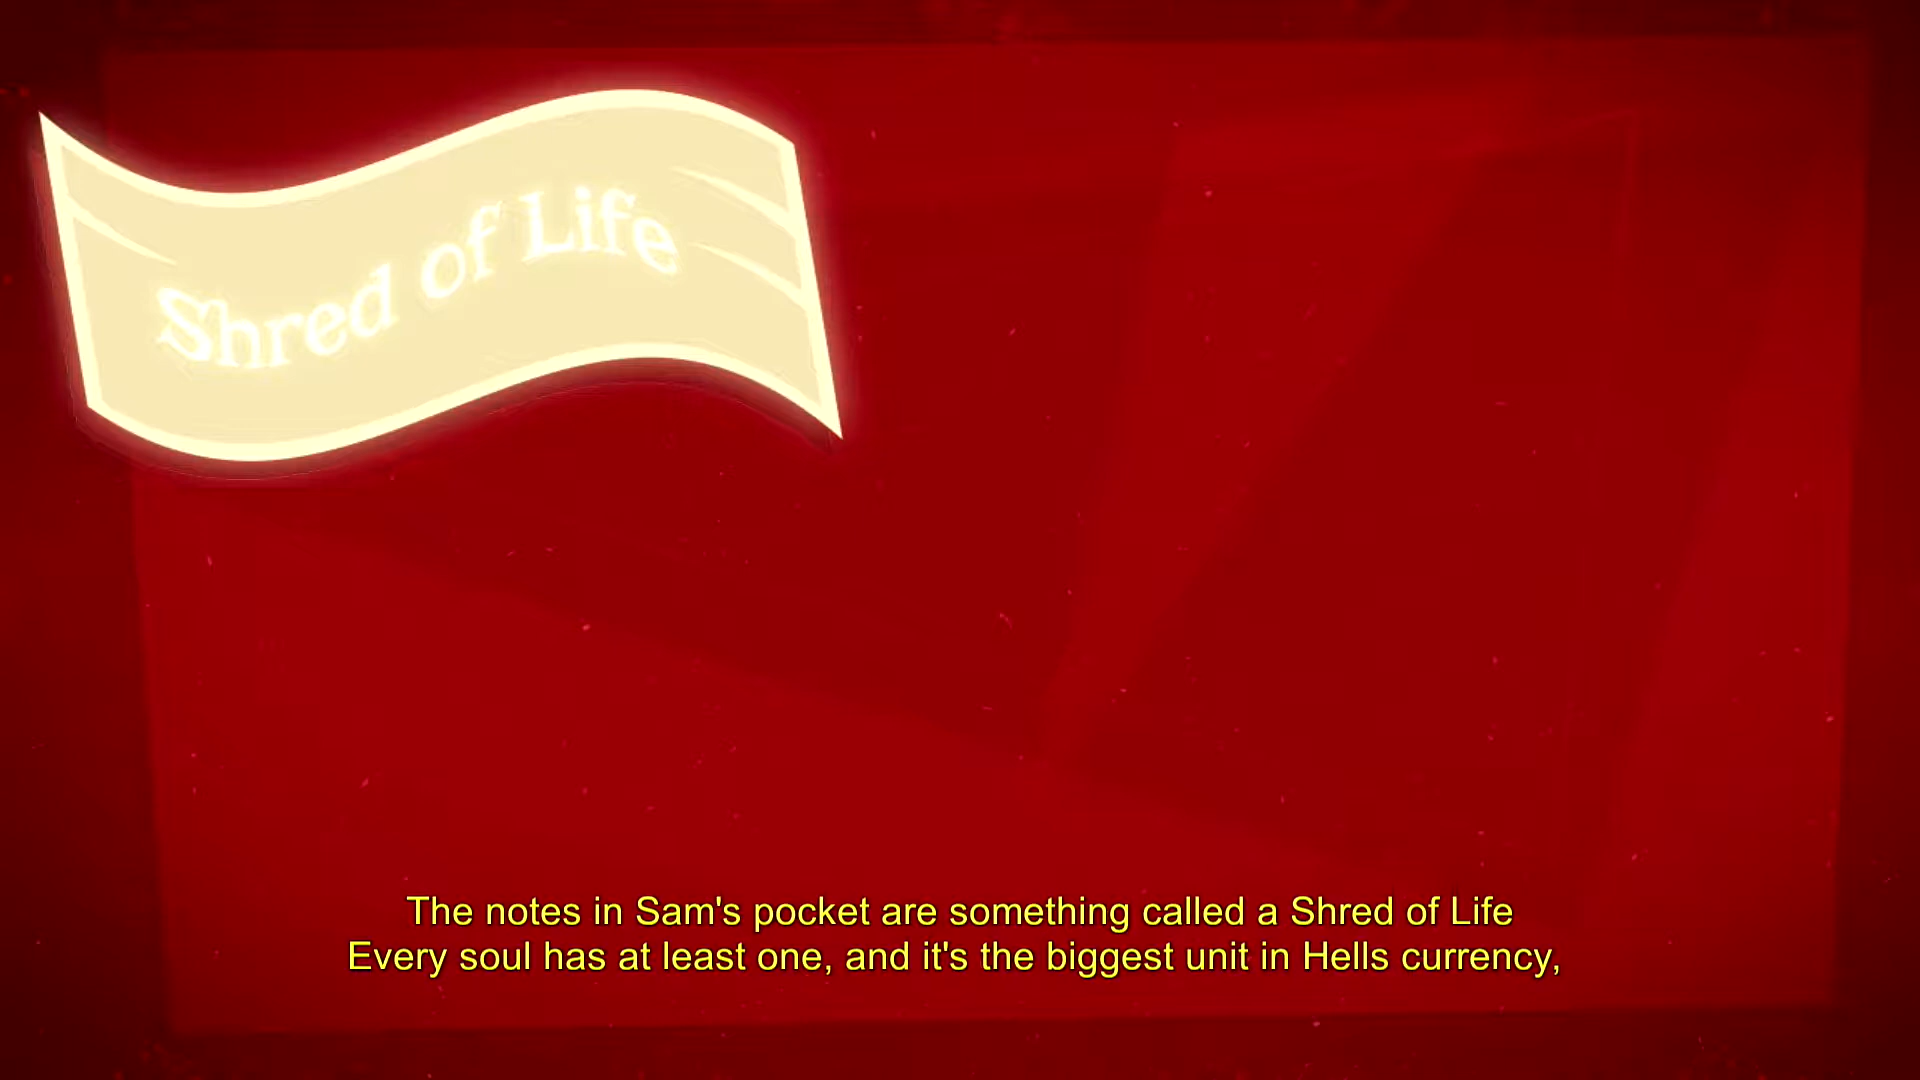 Shred of Life
The notes in Sam's pocket are something called a Shred of Life
Every soul has at least one, and it's the biggest unit in Hells currency,